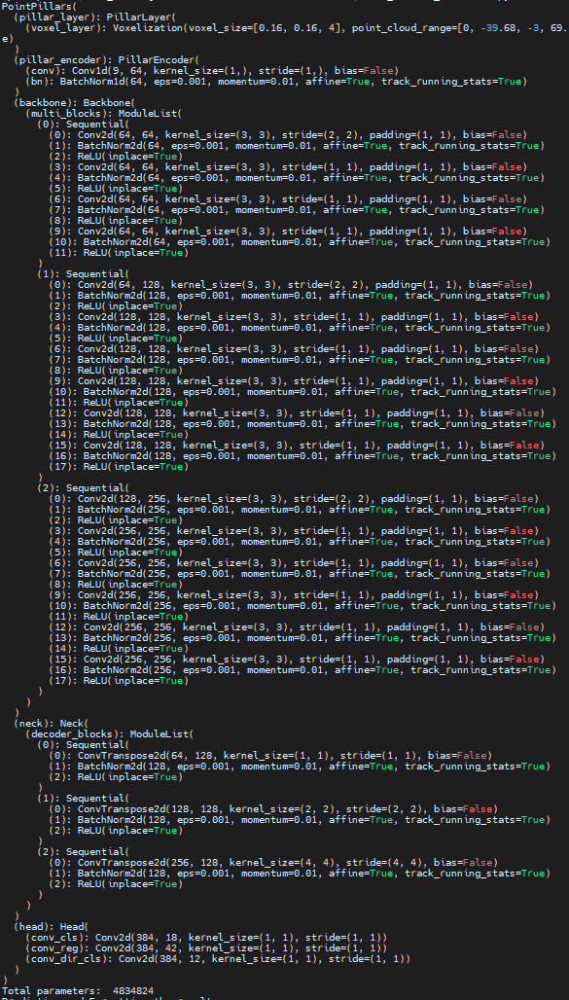 PointPillars(
  (pillar_layer): PillarLayer(
    (voxel_layer): Voxelization(voxel_size=[0.16, 0.16, 4], point_cloud_range=[0, -39.68, -3, 69.
e)
  )
  (pillar_encoder): PillarEncoder(
    (conv): Conv1d(9, 64, kernel_size=(1,), stride=(1,), bias=False)
    (bn): BatchNorm1d(64, eps=0.001, momentum=0.01, affine=True, track_running_stats=True)
  )
  (backbone): Backbone(
    (multi_blocks): ModuleList(
      (0): Sequential(
        (0): Conv2d(64, 64, kernel_size=(3, 3), stride=(2, 2), padding=(1, 1), bias=False)
        (1): BatchNorm2d(64, eps=0.001, momentum=0.01, affine=True, track_running_stats=True)
        (2): ReLU(inplace=True)
        (3): Conv2d(64, 64, kernel_size=(3, 3), stride=(1, 1), padding=(1, 1), bias=False)
        (4): BatchNorm2d(64, eps=0.001, momentum=0.01, affine=True, track_running_stats=True)
        (5): ReLU(inplace=True)
        (6): Conv2d(64, 64, kernel_size=(3, 3), stride=(1, 1), padding=(1, 1), bias=False)
        (7): BatchNorm2d(64, eps=0.001, momentum=0.01, affine=True, track_running_stats=True)
        (8): ReLU(inplace=True)
        (9): Conv2d(64, 64, kernel_size=(3, 3), stride=(1, 1), padding=(1, 1), bias=False)
        (10): BatchNorm2d(64, eps=0.001, momentum=0.01, affine=True, track_running_stats=True)
        (11): ReLU(inplace=True)
      )
      (1): Sequential(
        (0): Conv2d(64, 128, kernel_size=(3, 3), stride=(2, 2), padding=(1, 1), bias=False)
        (1): BatchNorm2d(128, eps=0.001, momentum=0.01, affine=True, track_running_stats=True)
        (2): ReLU(inplace=True)
        (3): Conv2d(128, 128, kernel_size=(3, 3), stride=(1, 1), padding=(1, 1), bias=False)
        (4): BatchNorm2d(128, eps=0.001, momentum=0.01, affine=True, track_running_stats=True)
        (5): ReLU(inplace=True)
        (6): Conv2d(128, 128, kernel_size=(3, 3), stride=(1, 1), padding=(1, 1), bias=False)
        (7): BatchNorm2d(128, eps=0.001, momentum=0.01, affine=True, track_running_stats=True)
        (8): ReLU(inplace=True)
        (9): Conv2d(128, 128, kernel_size=(3, 3), stride=(1, 1), padding=(1, 1), bias=False)
        (10): BatchNorm2d(128, eps=0.001, momentum=0.01, affine=True, track_running_stats=True)
        (11): ReLU(inplace=True)
        (12): Conv2d(128, 128, kernel_size=(3, 3), stride=(1, 1), padding=(1, 1), bias=False)
        (13): BatchNorm2d(128, eps=0.001, momentum=0.01, affine=True, track_running_stats=True)
        (14): ReLU(inplace=True)
        (15): Conv2d(128, 128, kernel_size=(3, 3), stride=(1, 1), padding=(1, 1), bias=False)
        (16): BatchNorm2d(128, eps=0.001, momentum=0.01, affine=True, track_running_stats=True)
        (17): ReLU(inplace=True)
      )
      (2): Sequential(
        (0): Conv2d(128, 256, kernel_size=(3, 3), stride=(2, 2), padding=(1, 1), bias=False)
        (1): BatchNorm2d(256, eps=0.001, momentum=0.01, affine=True, track_running_stats=True)
        (2): ReLU(inplace=True)
        (3): Conv2d(256, 256, kernel_size=(3, 3), stride=(1, 1), padding=(1, 1), bias=False)
        (4): BatchNorm2d(256, eps=0.001, momentum=0.01, affine=True, track_running_stats=True)
        (5): ReLU(inplace=True)
        (6): Conv2d(256, 256, kernel_size=(3, 3), stride=(1, 1), padding=(1, 1), bias=False)
        (7): BatchNorm2d(256, eps=0.001, momentum=0.01, affine=True, track_running_stats=True)
        (8): ReLU(inplace=True)
        (9): Conv2d(256, 256, kernel_size=(3, 3), stride=(1, 1), padding=(1, 1), bias=False)
        (10): BatchNorm2d(256, eps=0.001, momentum=0.01, affine=True, track_running_stats=True)
        (11): ReLU(inplace=True)
        (12): Conv2d(256, 256, kernel_size=(3, 3), stride=(1, 1), padding=(1, 1), bias=False)
        (13): BatchNorm2d(256, eps=0.001, momentum=0.01, affine=True, track_running_stats=True)
        (14): ReLU(inplace=True)
        (15): Conv2d(256, 256, kernel_size=(3, 3), stride=(1, 1), padding=(1, 1), bias=False)
        (16): BatchNorm2d(256, eps=0.001, momentum=0.01, affine=True, track_running_stats=True)
        (17): ReLU(inplace=True)
      )
    )
  )
  (neck): Neck(
    (decoder_blocks): ModuleList(
      (0): Sequential(
        (0): ConvTranspose2d(64, 128, kernel_size=(1, 1), stride=(1, 1), bias=False)
        (1): BatchNorm2d(128, eps=0.001, momentum=0.01, affine=True, track_running_stats=True)
        (2): ReLU(inplace=True)
      )
      (1): Sequential(
        (0): ConvTranspose2d(128, 128, kernel_size=(2, 2), stride=(2, 2), bias=False)
        (1): BatchNorm2d(128, eps=0.001, momentum=0.01, affine=True, track_running_stats=True)
        (2): ReLU(inplace=True)
      )
      (2): Sequential(
        (0): ConvTranspose2d(256, 128, kernel_size=(4, 4), stride=(4, 4), bias=False)
        (1): BatchNorm2d(128, eps=0.001, momentum=0.01, affine=True, track_running_stats=True)
        (2): ReLU(inplace=True)
      )
    )
  )
  (head): Head(
    (conv_cls): Conv2d(384, 18, kernel_size=(1, 1), stride=(1, 1))
    (conv_reg): Conv2d(384, 42, kernel_size=(1, 1), stride=(1, 1))
    (conv_dir_cls): Conv2d(384, 12, kernel_size=(1, 1), stride=(1, 1))
  )
)
Total parameters:  4834824